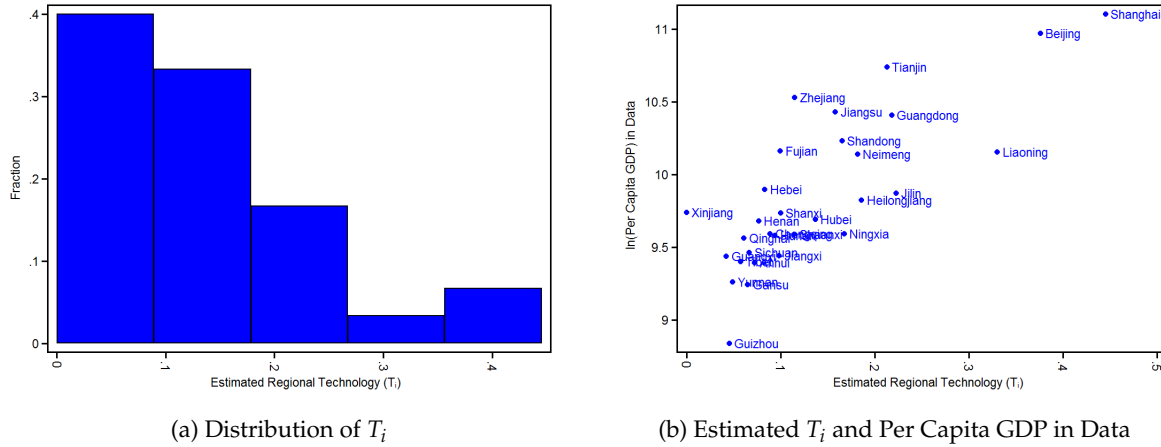 .4
.3
.2
.1
0
Fraction
0
.1
.2
.3
.4
Estimated Regional Technology (Ti)
(a) Distribution of Ti
11
10.5
10
9.5
9
ln(Per Capita GDP) in Data
Shanghai
Beijing
Tianjin
Zhejiang
Jiangsu
Guangdong
Shandong
Fujian
Neimeng
Liaoning
Hebei
Jilin
Heilongjiang
Xinjiang
Shanxi
Henan
Hubei
Qinghai
Ningxia
Sichuan
Guangxi
Jiangxi
Anhui
Yunnan
Gansu
Guizhou
0
.1
.2
.3
.4
.5
Estimated Regional Technology (Ti)
(b) Estimated Ti and Per Capita GDP in Data